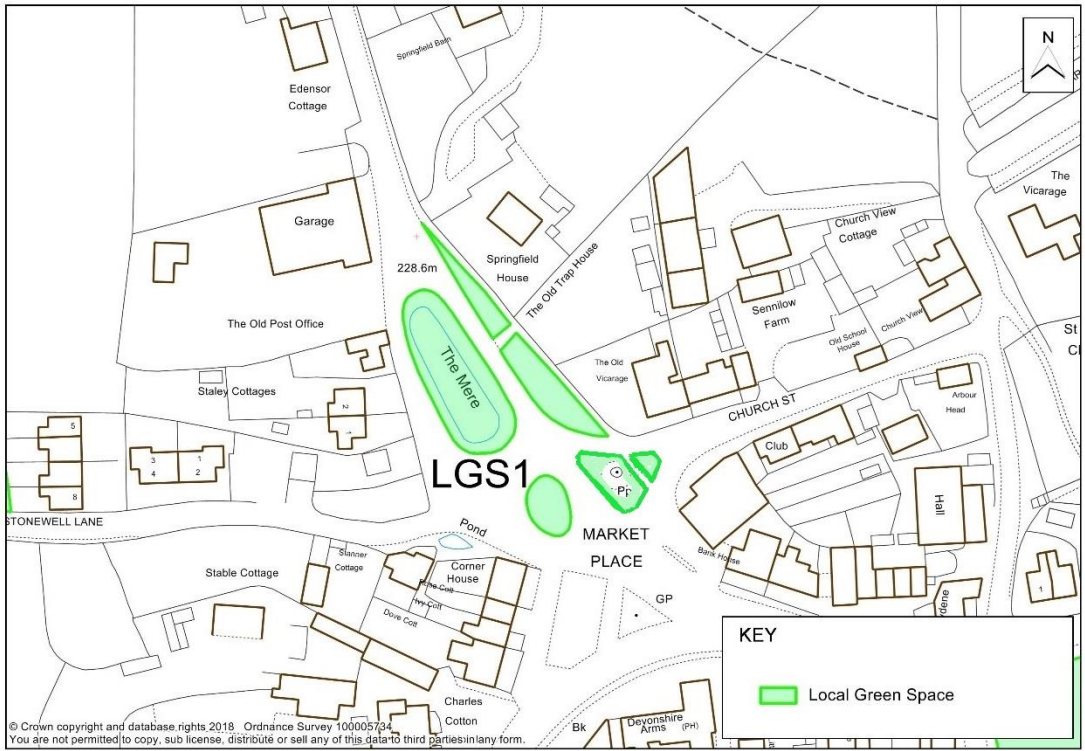 N
Springfield Barn
Edensor
Cottage
The
Vicarage
Garage
Church View
Cottage
228.6m
Springfield
House
The Old Trap House
Sennilow
Farm
The Old Post Office
Old School
House
Church View
The Mere
The Old
Vicarage
Staley Cottages
2
1
CHURCH ST
Arbour
Head
5
Club
3
4
1
2
LGS1
8
Hall
STONEWELL LANE
Pond
MARKET
PLACE
Slanner
Cottage
Corner
House
Bank House
Stable Cottage
Ivy Cott
Dove Cott
GP
1
KEY
Local Green Space
Charles
Cotton
Bk
Devonshire
Arms
(PH)
© Crown copyright and database rights 2018 Ordnance Survey 100005734
You are not permitted to copy, sub license, distribute or sell any of this data to third parties in any form.